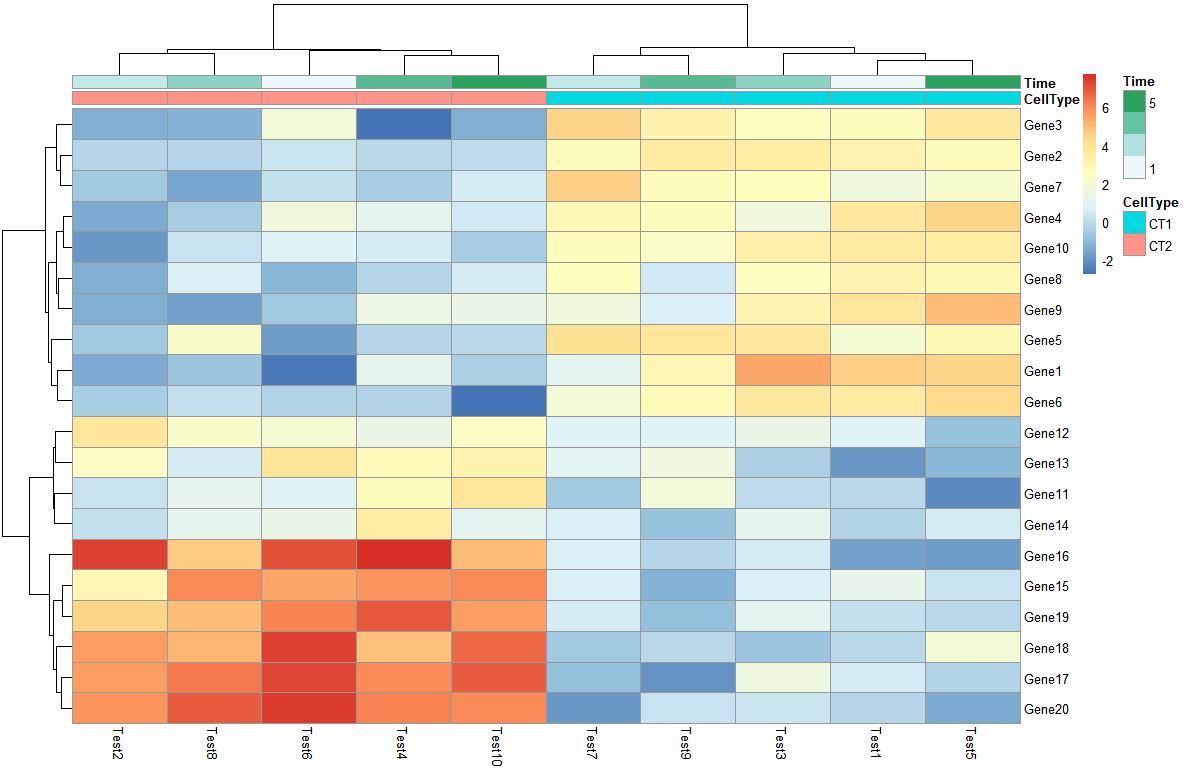 Time
CellType
Gene3
Gene2
Gene7
Gene4
Gene10
Gene8
Gene9
Gene5
Gene1
Gene6
Gene12
Gene13
Gene11
Gene14
Gene16
Gene15
Gene19
Gene18
Gene17
Gene20
Test2
Test8
Test6
Test4
Test10
Test7
Test9
Test3
Test1
Test5
6
4
2
0
-2
Time
5
1
CellType
CT1
CT2